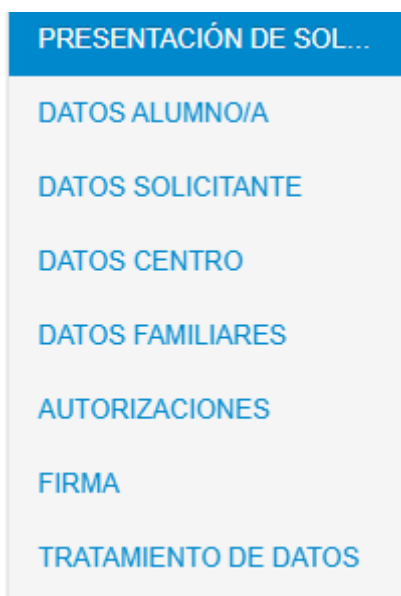 PRESENTACIÓN DE SOL...
DATOS ALUMNO/A
DATOS SOLICITANTE
DATOS CENTRO
DATOS FAMILIARES
AUTORIZACIONES
FIRMA
TRATAMIENTO DE DATOS